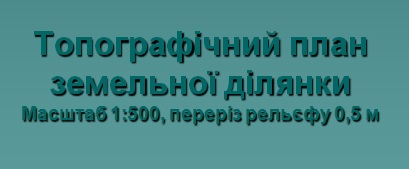 Топографічний план
земельної ділянки
Масштаб 1:500, переріз рельєфу 0,5 м